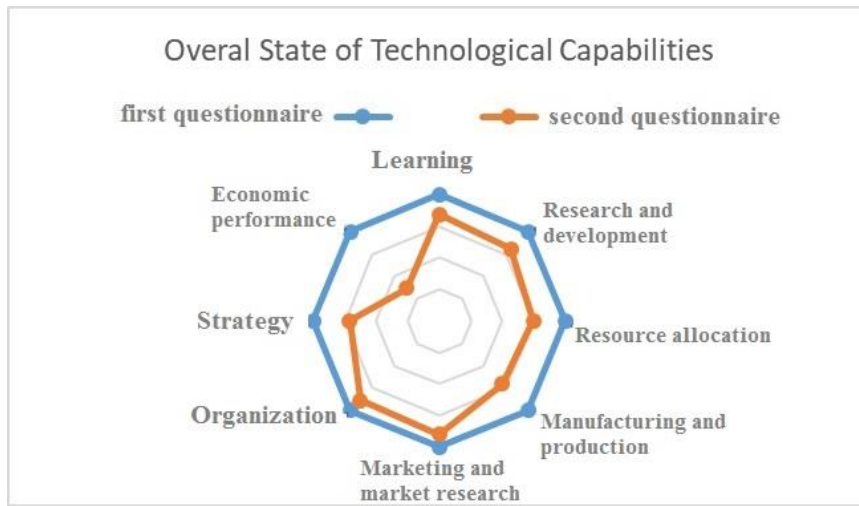 Overal State of Technological Capabilities
first questionnaire
second questionnaire
Learning
Economic
performance
Research and
development
Strategy
Resource allocation
Organization
Manufacturing and
production
Marketing and
market research